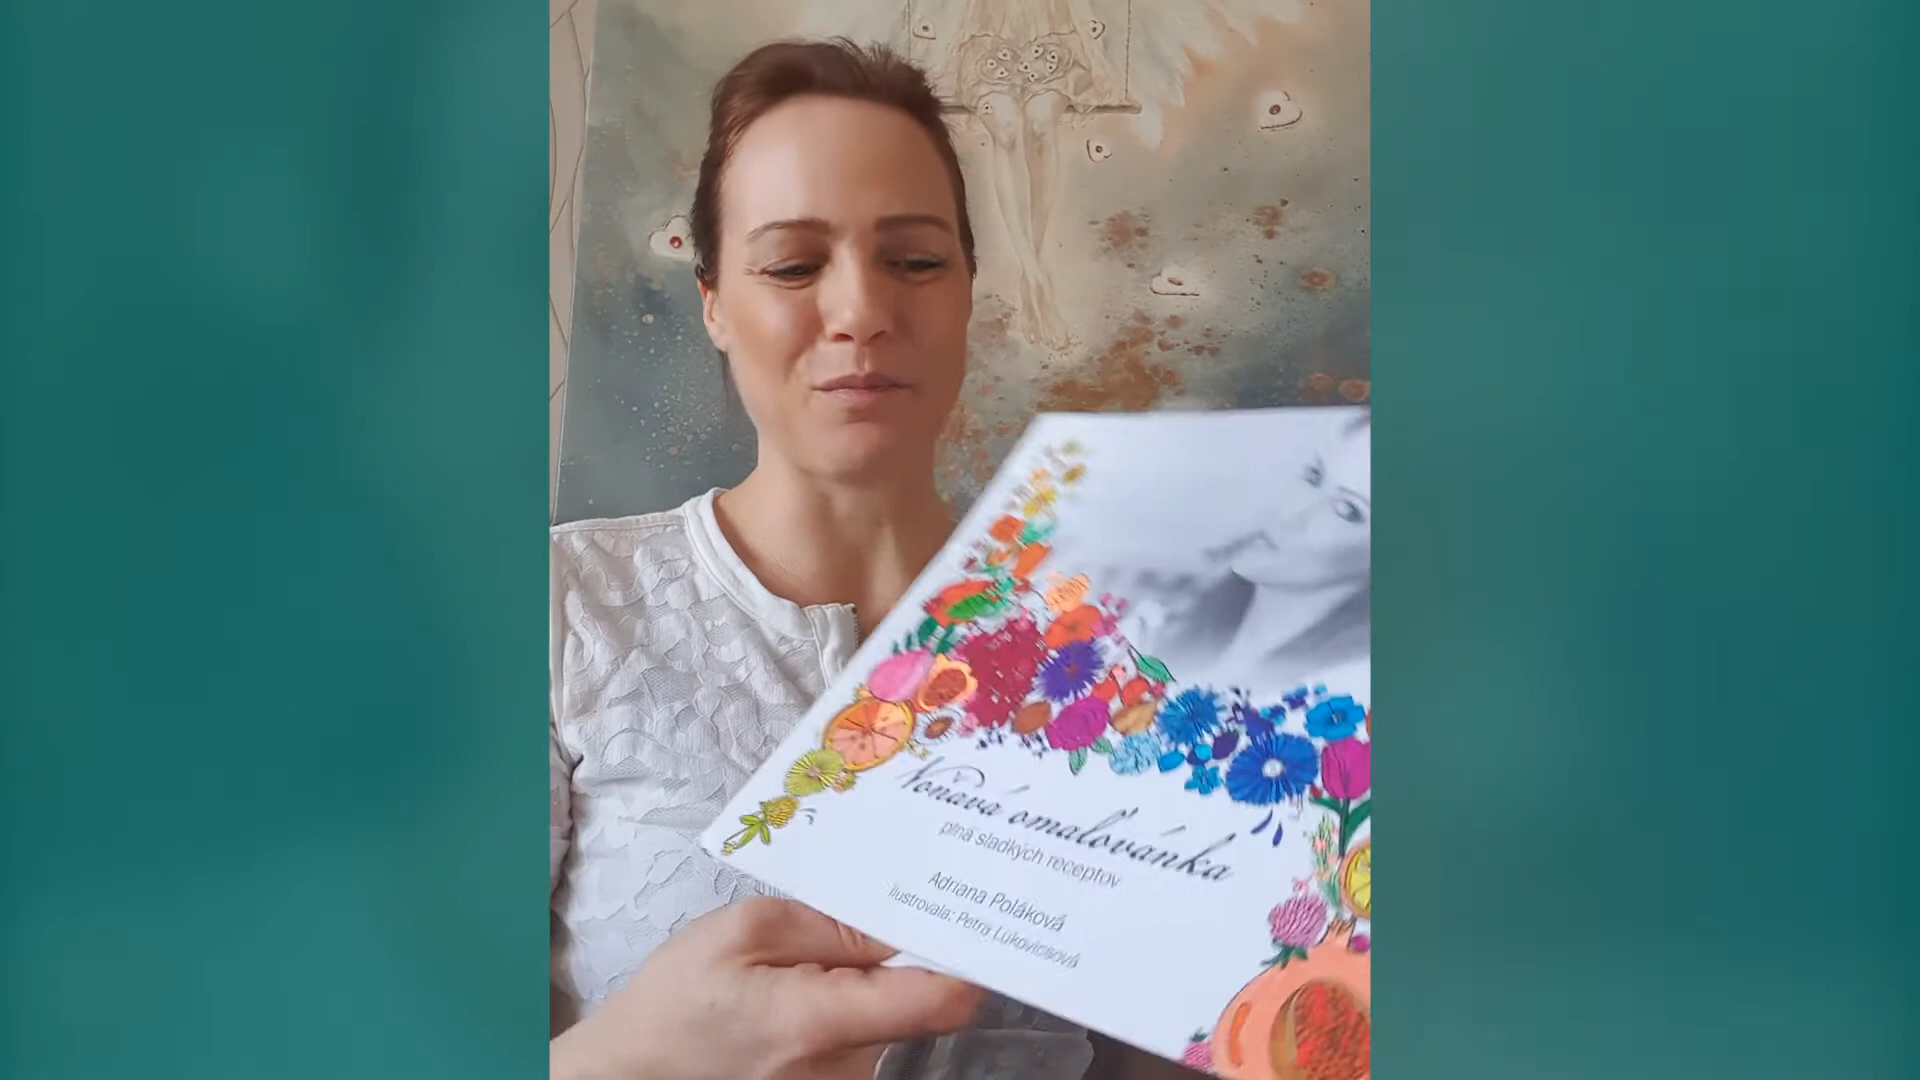 Voňavá omaľovánka
plná sladkých receptov
Adriana Poláková
Ilustrovala: Petra Lukovicsová